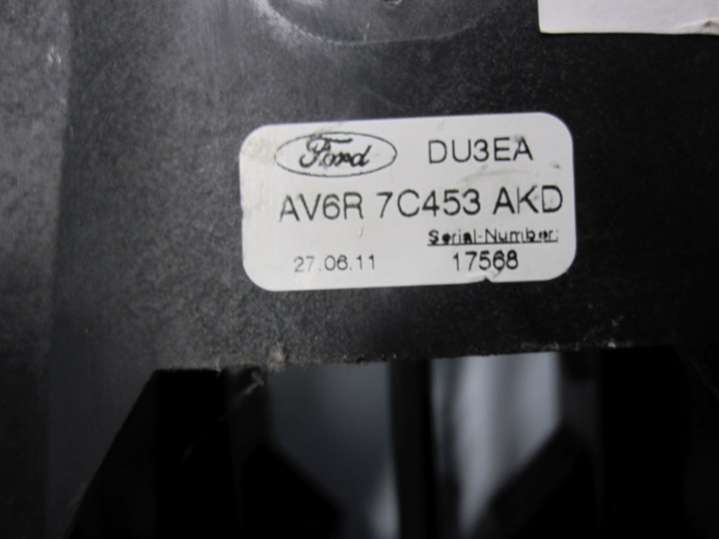 Ford DU3EA
AV6R 7C453 AKD
Serial-Number:
27.06.11 17568